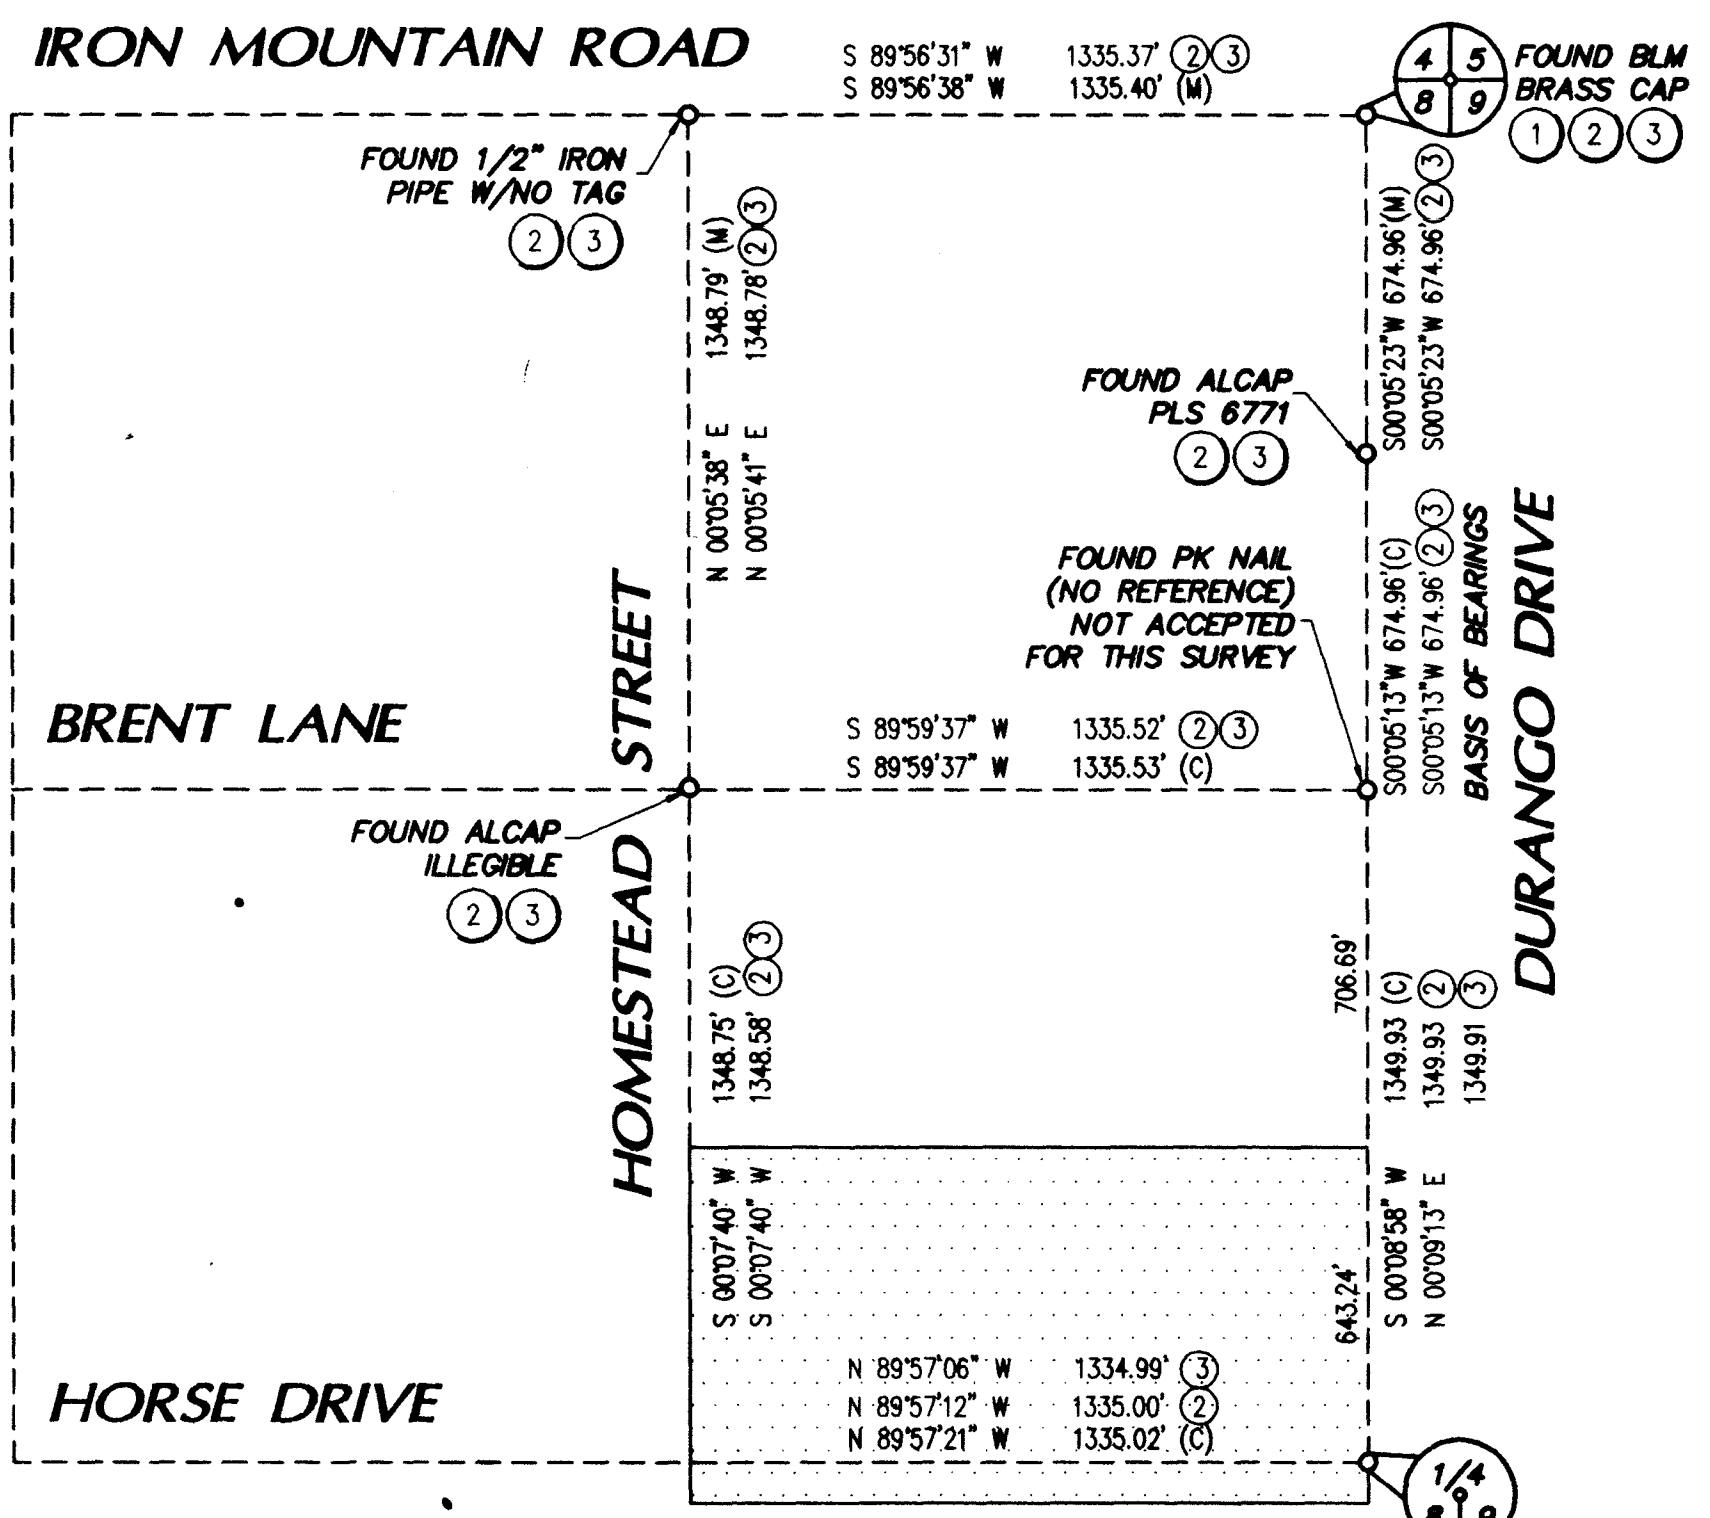 IRON MOUNTAIN ROAD
S 89°56'31" W 1335.37' 2 3
S 89°56'38" W 1335.40' (M)
4 5
8 9
FOUND BLM
BRASS CAP
1 2 3
FOUND 1/2" IRON
PIPE W/NO TAG
2 3
1348.79' (M)
1348.78' 2 3
N 00°05'38" E
N 00°05'41" E
S00°05'23"W 674.96'(M)
S00°05'23"W 674.96' 2 3
FOUND ALCAP
PLS 6771
2 3
FOUND PK NAIL
(NO REFERENCE)
NOT ACCEPTED
FOR THIS SURVEY
S00°05'13"W 674.96'(C)
S00°05'13"W 674.96' 2 3
BASIS OF BEARINGS
DURANGO DRIVE
BRENT LANE
HOMESTEAD STREET
S 89°59'37" W 1335.52' 2 3
S 89°59'37" W 1335.53' (C)
FOUND ALCAP
ILLEGIBLE
2 3
1348.75' (C)
1348.58' 2 3
706.69'
1349.93 (C)
1349.93 2
1349.91 3
S 00°07'40" W
S 00°07'40" W
643.24'
S 00°08'58" W
N 00°09'13" E
HORSE DRIVE
N 89°57'06" W 1334.99' 3
N 89°57'12" W 1335.00' 2
N 89°57'21" W 1335.02' (C)
1/4
8 9